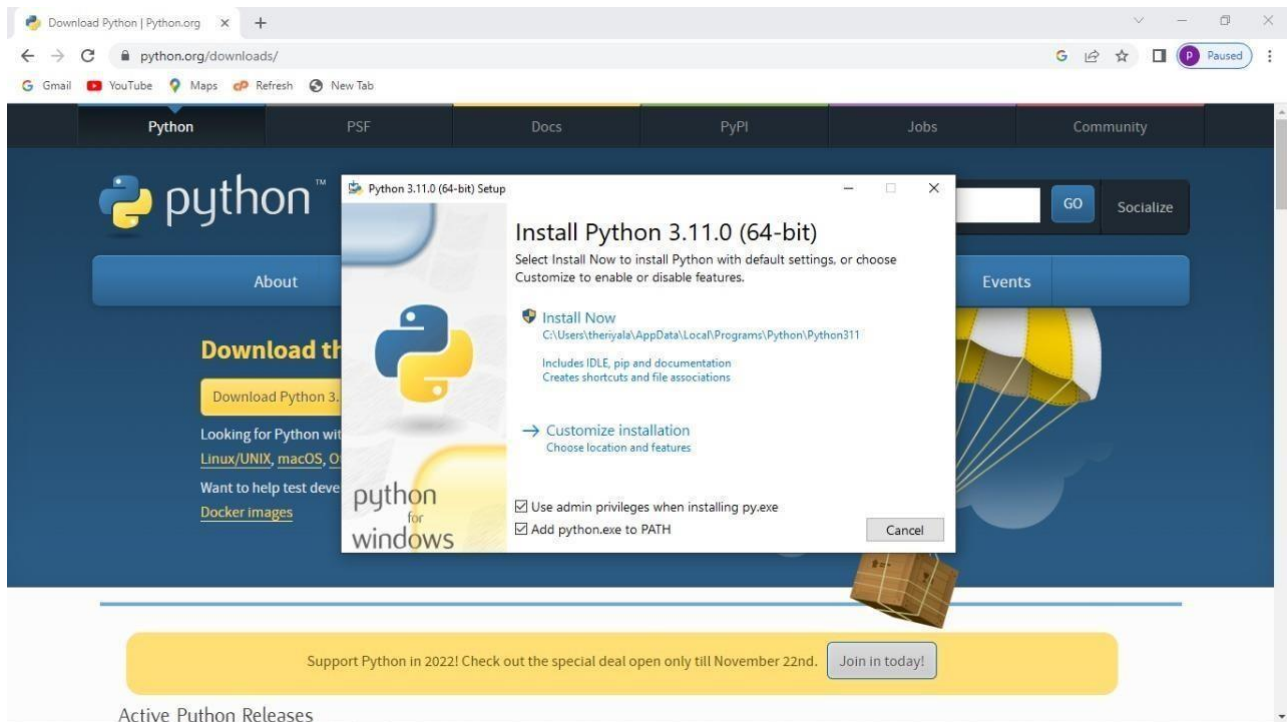 Download Python | Python.org
python.org/downloads/
G
P
Paused
Gmail
YouTube
Maps
Refresh
New Tab
Python
PSF
Docs
PyPI
Jobs
Community
python™
GO
Socialize
Python 3.11.0 (64-bit) Setup
Install Python 3.11.0 (64-bit)
Select Install Now to install Python with default settings, or choose
Customize to enable or disable features.
Install Now
C:\Users\theriyala\AppData\Local\Programs\Python\Python311
Includes IDLE, pip and documentation
Creates shortcuts and file associations
Customize installation
Choose location and features
Use admin privileges when installing py.exe
Add python.exe to PATH
Cancel
python
for
windows
About
Events
Download th
Download Python 3.
Looking for Python wit
Linux/UNIX, macOS, O
Want to help test deve
Docker images
Support Python in 2022! Check out the special deal open only till November 22nd.
Join in today!
Active Python Releases